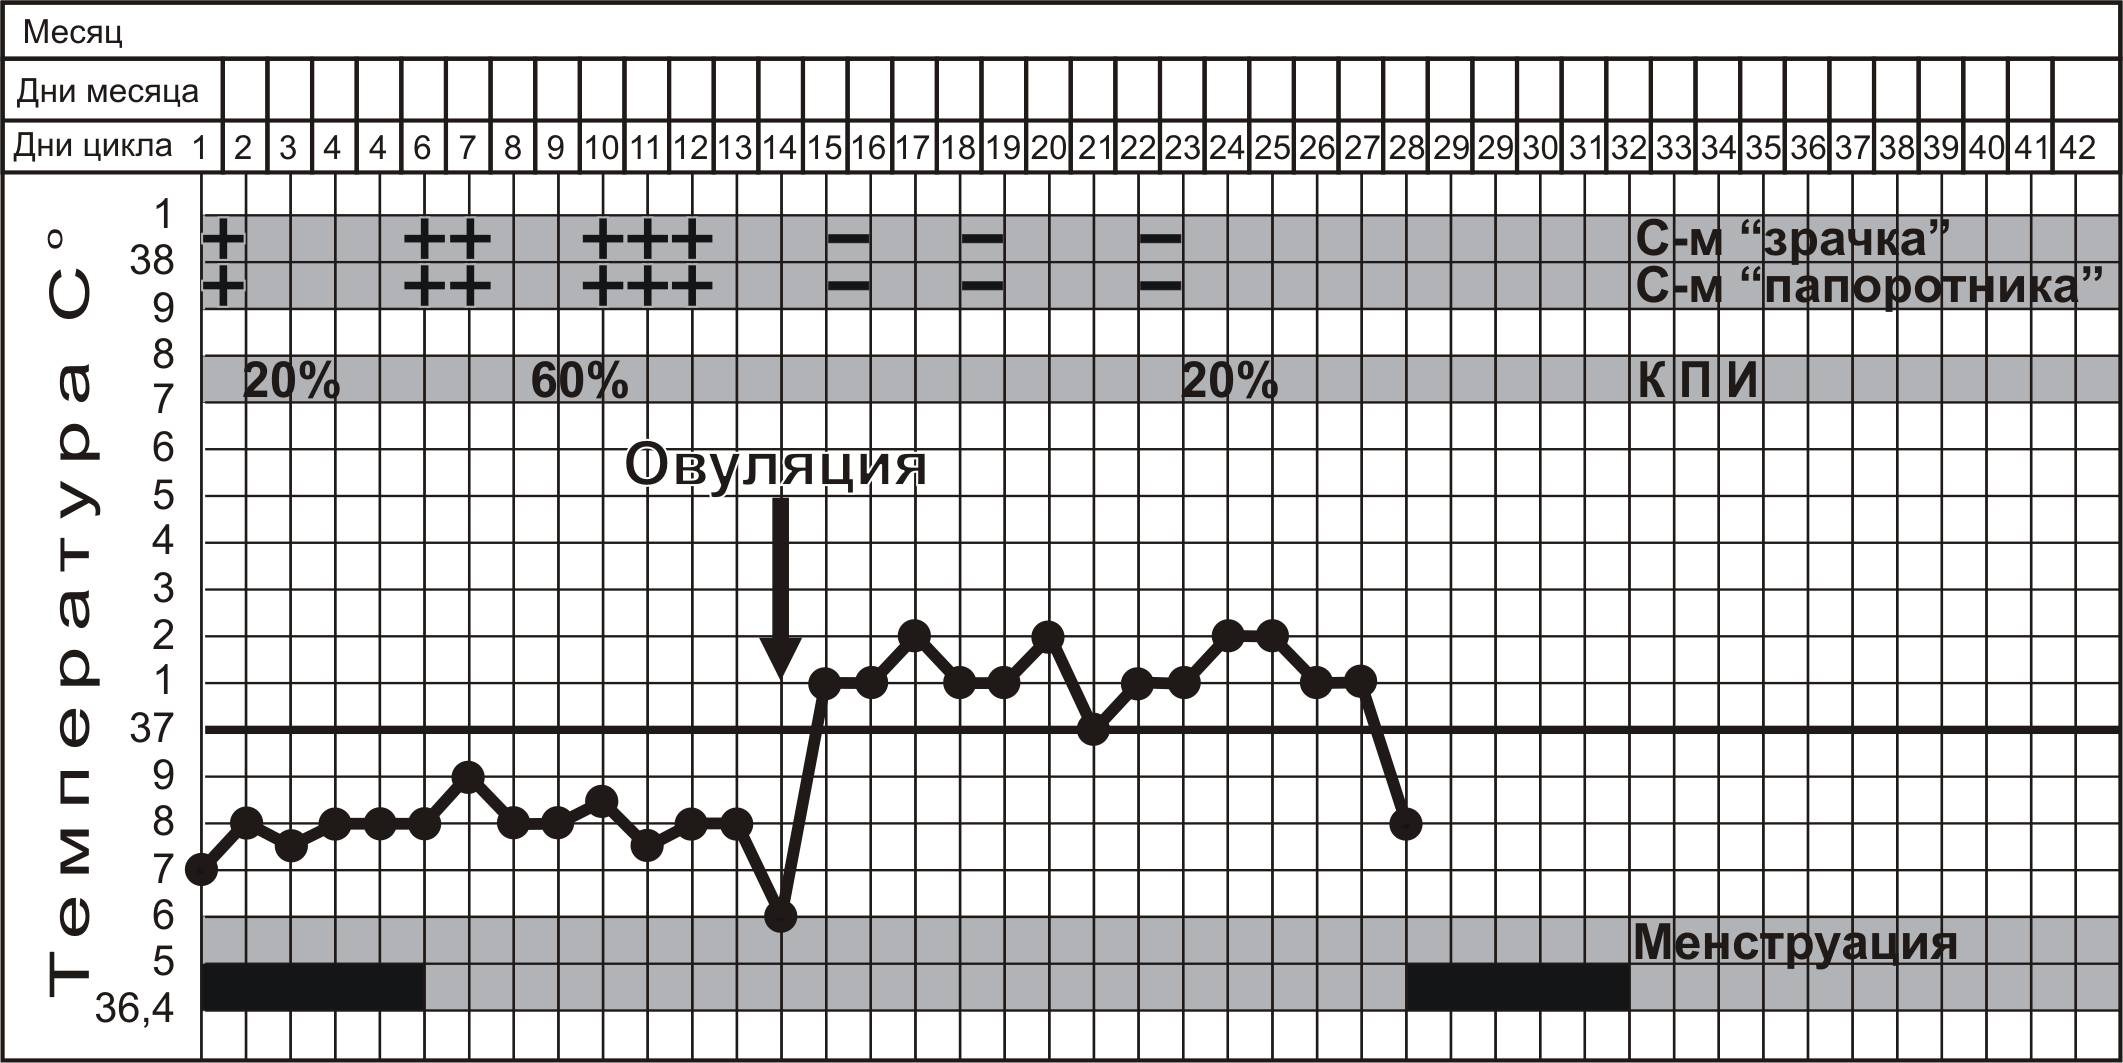 Месяц
Дни месяца
Дни цикла 1 2 3 4 4 6 7 8 9 10 11 12 13 14 15 16 17 18 19 20 21 22 23 24 25 26 27 28 29 29 30 31 32 33 34 35 36 37 38 39 40 41 42
Температура С°
1
+ ++ +++ − − − С-м “зрачка”
38
+ ++ +++ − − − С-м “папоротника”
9
8
20% 60% 20% К П И
7
6
Овуляция
5
4
3
2
1
37
9
8
7
6
Менструация
5
36,4